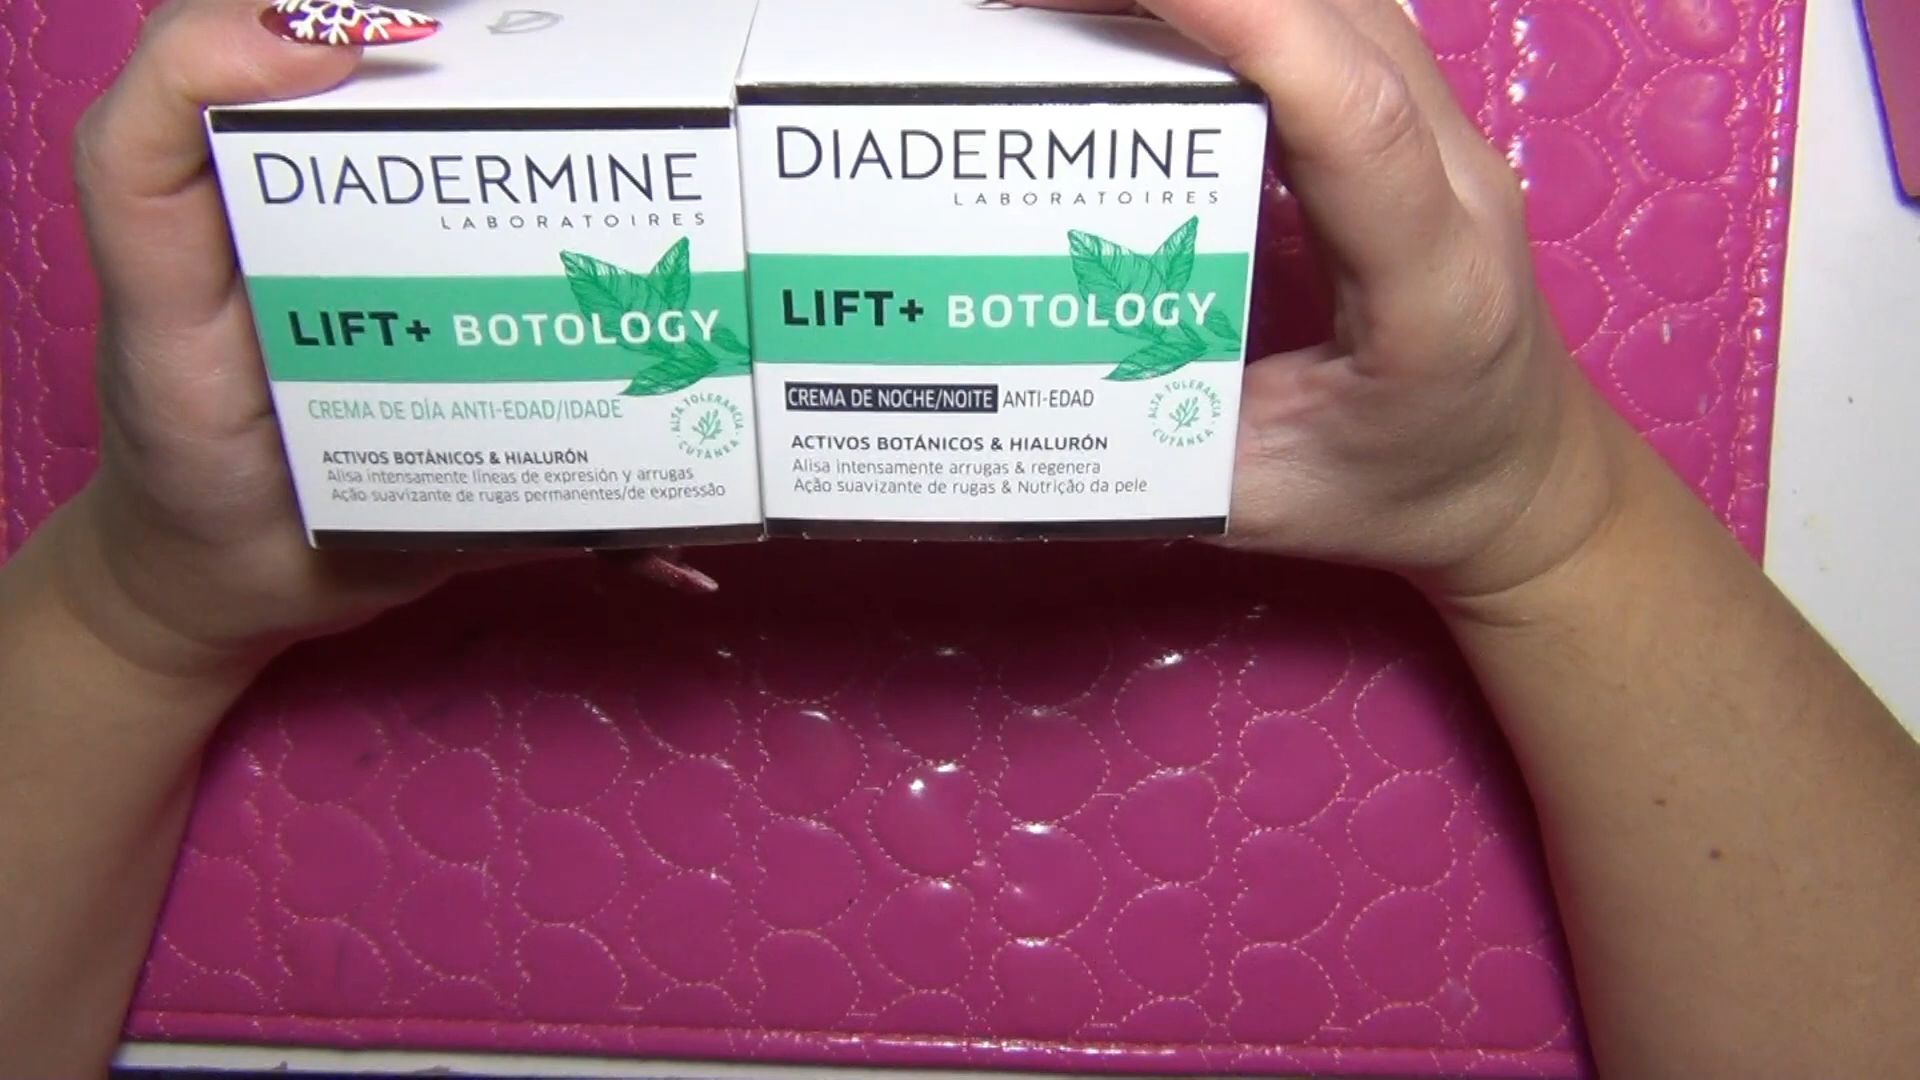 DIADERMINE
LABORATOIRES
LIFT+ BOTOLOGY
CREMA DE DÍA ANTI-EDAD/IDADE
ALTA TOLERANCIA · CUTÁNEA ·
ACTIVOS BOTÁNICOS & HIALURÓN
Alisa intensamente líneas de expresión y arrugas
Ação suavizante de rugas permanentes/de expressão
DIADERMINE
LABORATOIRES
LIFT+ BOTOLOGY
CREMA DE NOCHE/NOITE ANTI-EDAD
ALTA TOLERANCIA · CUTÁNEA ·
ACTIVOS BOTÁNICOS & HIALURÓN
Alisa intensamente arrugas & regenera
Ação suavizante de rugas & Nutrição da pele